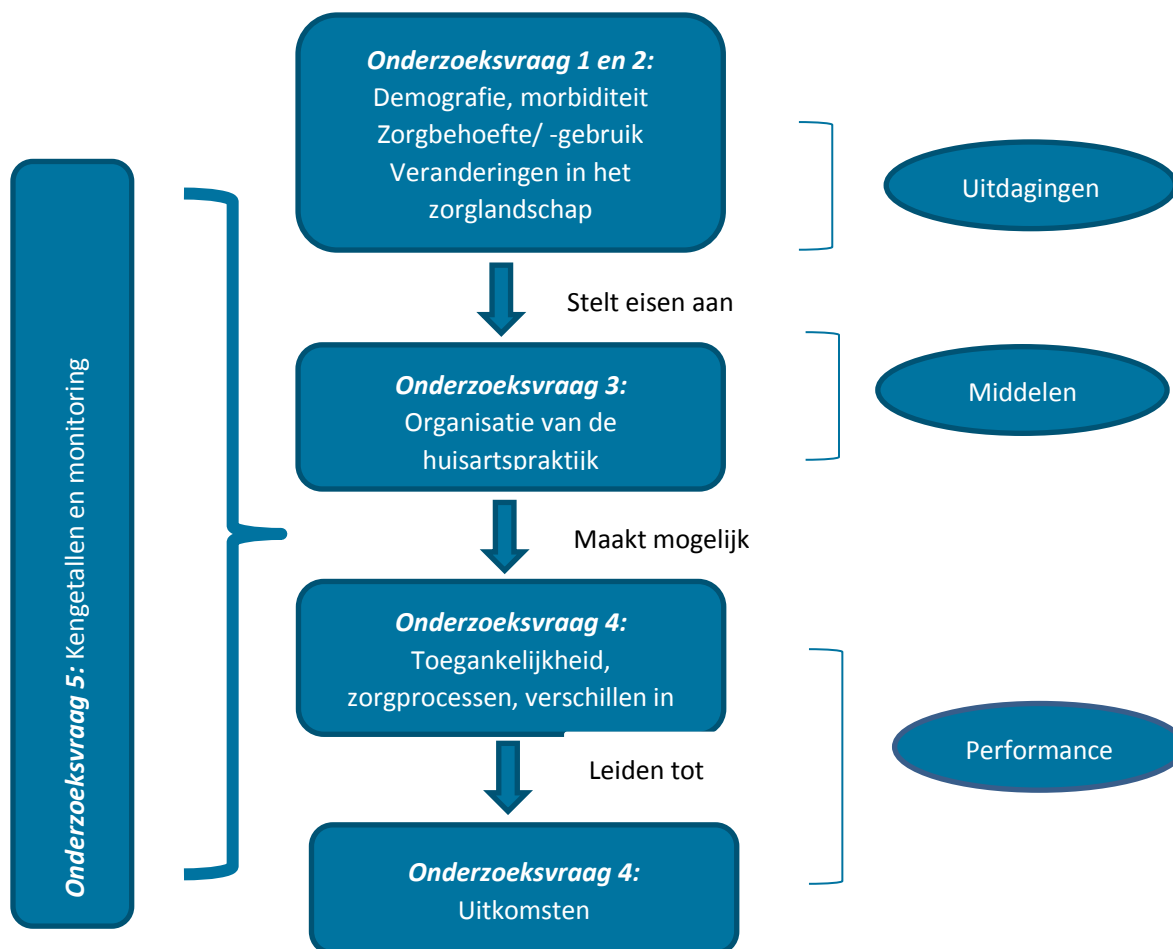 Onderzoeksvraag 1 en 2:
Demografie, morbiditeit
Zorgbehoefte/ -gebruik
Veranderingen in het
zorglandschap
Uitdagingen
Stelt eisen aan
Onderzoeksvraag 3:
Organisatie van de
huisartspraktijk
Middelen
Maakt mogelijk
Onderzoeksvraag 4:
Toegankelijkheid,
zorgprocessen, verschillen in
Performance
Leiden tot
Onderzoeksvraag 4:
Uitkomsten
Onderzoeksvraag 5: Kengetallen en monitoring